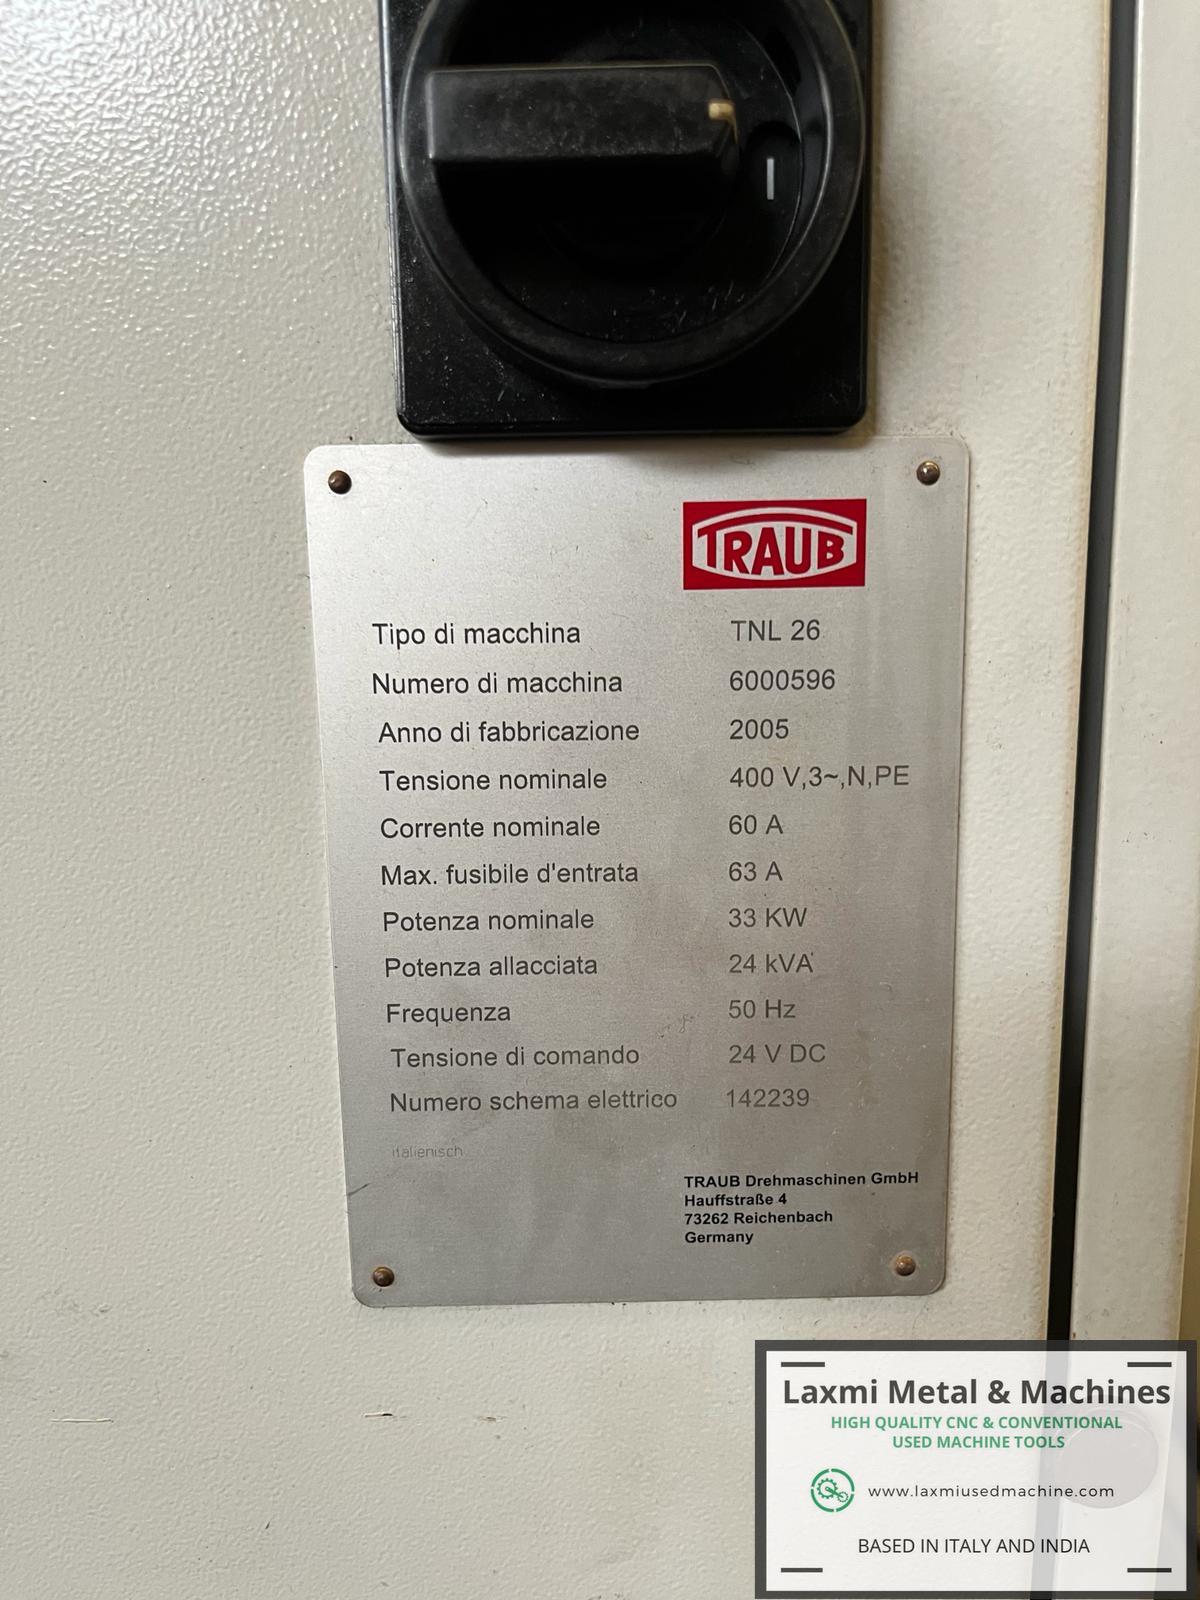 TRAUB
Tipo di macchina TNL 26
Numero di macchina 6000596
Anno di fabbricazione 2005
Tensione nominale 400 V,3~,N,PE
Corrente nominale 60 A
Max. fusibile d'entrata 63 A
Potenza nominale 33 KW
Potenza allacciata 24 kVA
Frequenza 50 Hz
Tensione di comando 24 V DC
Numero schema elettrico 142239
italienisch
TRAUB Drehmaschinen GmbH
Hauffstraße 4
73262 Reichenbach
Germany
Laxmi Metal & Machines
HIGH QUALITY CNC & CONVENTIONAL
USED MACHINE TOOLS
www.laxmiusedmachine.com
BASED IN ITALY AND INDIA